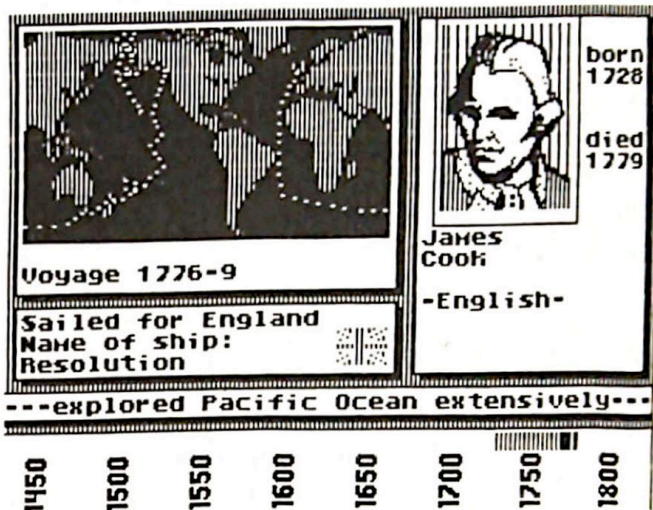 Voyage 1776-9
Sailed for England
Name of ship:
Resolution
born
1728
died
1779
James
Cook
-English-
---explored Pacific Ocean extensively---
1450
1500
1550
1600
1650
1700
1750
1800